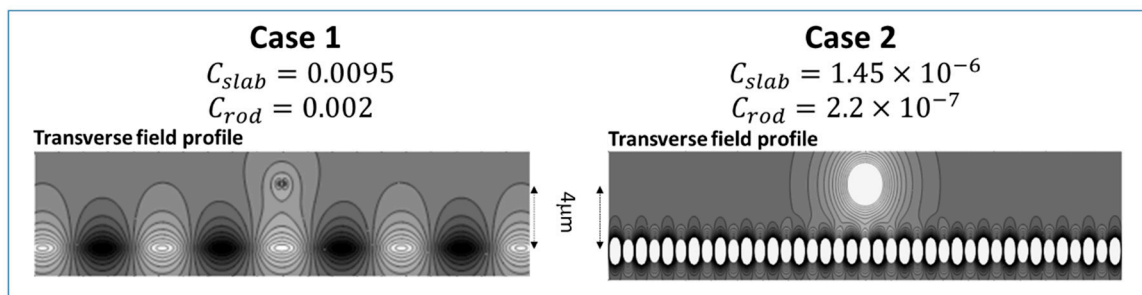 Case 1
C_slab = 0.0095
C_rod = 0.002
Transverse field profile
4μm
Case 2
C_slab = 1.45 × 10^-6
C_rod = 2.2 × 10^-7
Transverse field profile